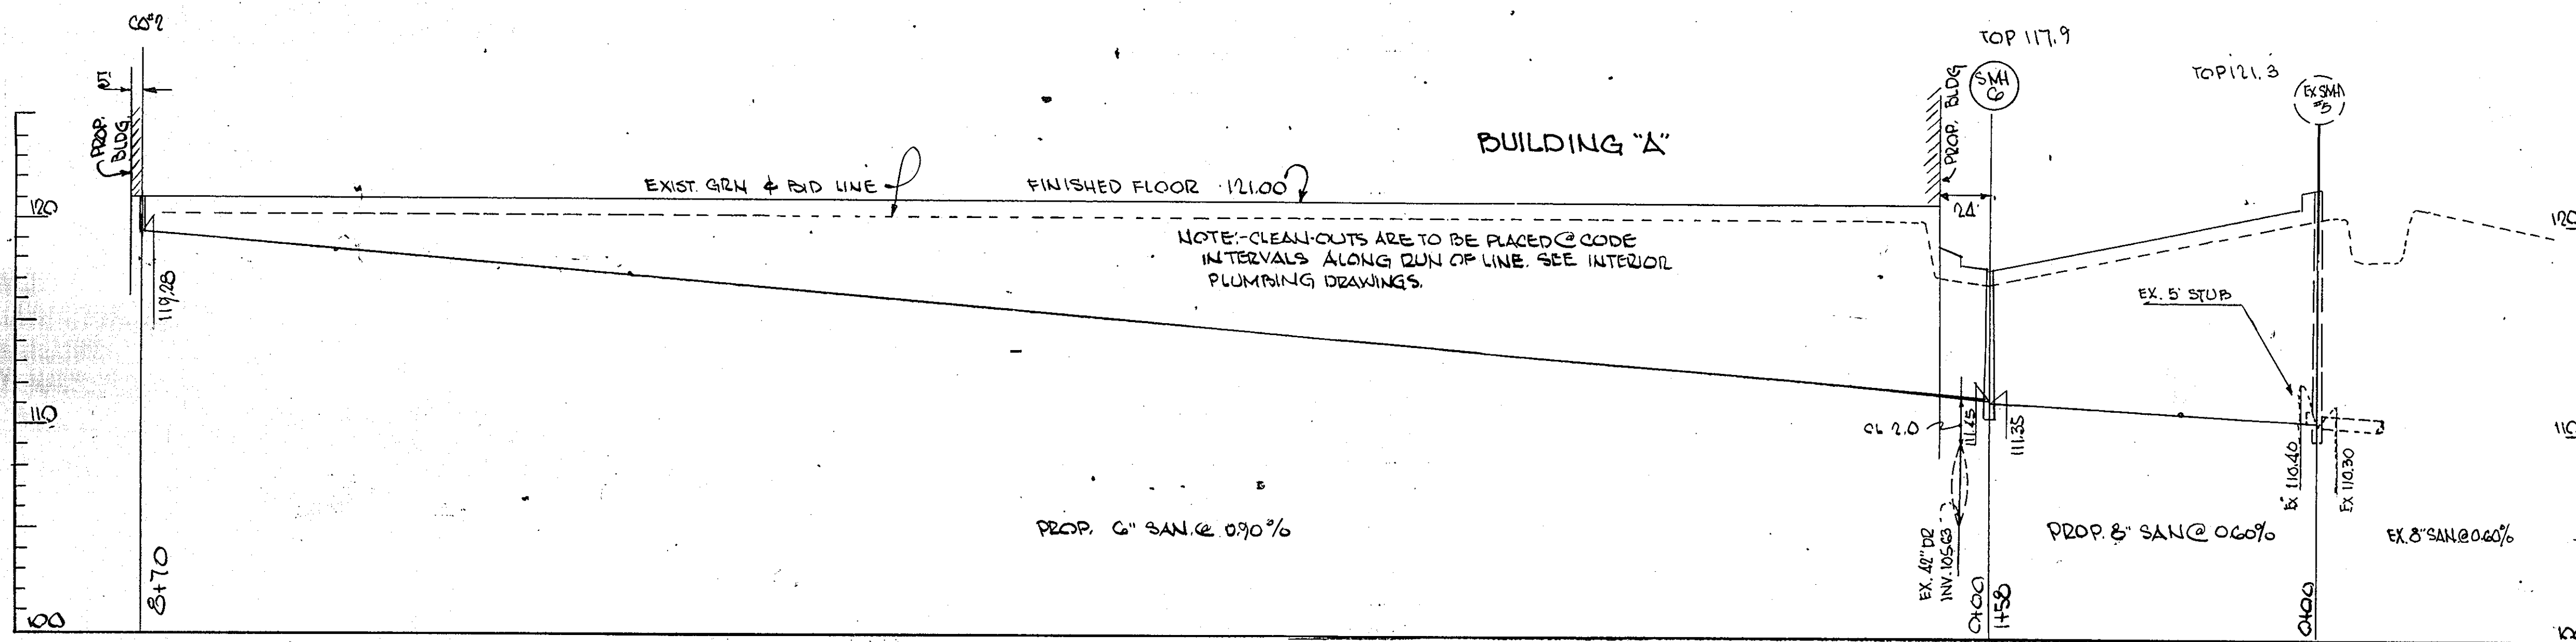 CO#2
TOP 117.9
TOP 121.3
SMH
6
EX SMH
#5
PROP.
BLDG.
PROP. BLDG
BUILDING "A"
EXIST. GRN & BID LINE
FINISHED FLOOR 121.00
24'
120
120
NOTE:-CLEAN-OUTS ARE TO BE PLACED @ CODE
INTERVALS ALONG RUN OF LINE. SEE INTERIOR
PLUMBING DRAWINGS.
119.28
EX. 5' STUB
110
110
CL 2.0
111.45
111.35
EX 110.40
EX 110.30
PROP. 6" SAN. @ 0.90%
EX. 42" DR
INV. 105.63
PROP. 8" SAN @ 0.60%
EX. 8" SAN. @ 0.60%
8+70
0+00
1+58
0+00
100